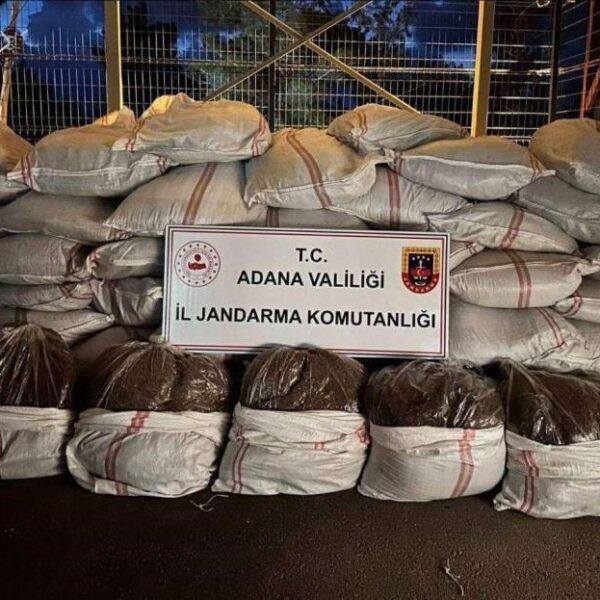 T.C.
ADANA VALİLİĞİ
İL JANDARMA KOMUTANLIĞI